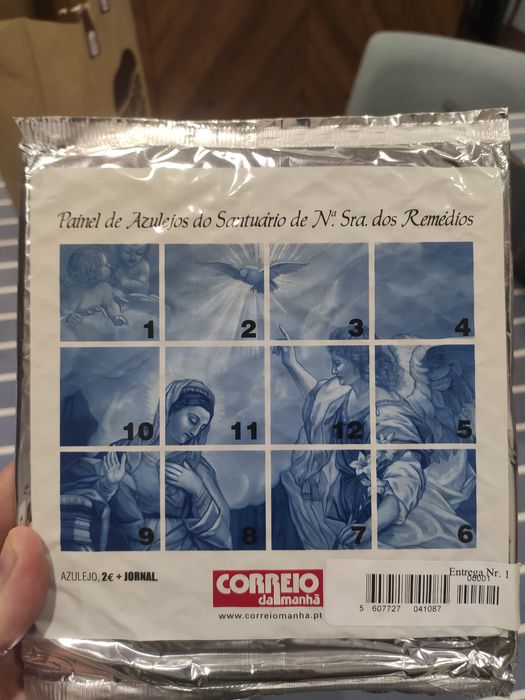 Painel de Azulejos do Santuário de Nª. Sra. dos Remédios
1 2 3 4
10 11 12 5
9 8 7 6
AZULEJO, 2€ + JORNAL.
CORREIO
da manhã
www.correiomanha.pt
Entrega Nr. 1
00001
5 607727 041087